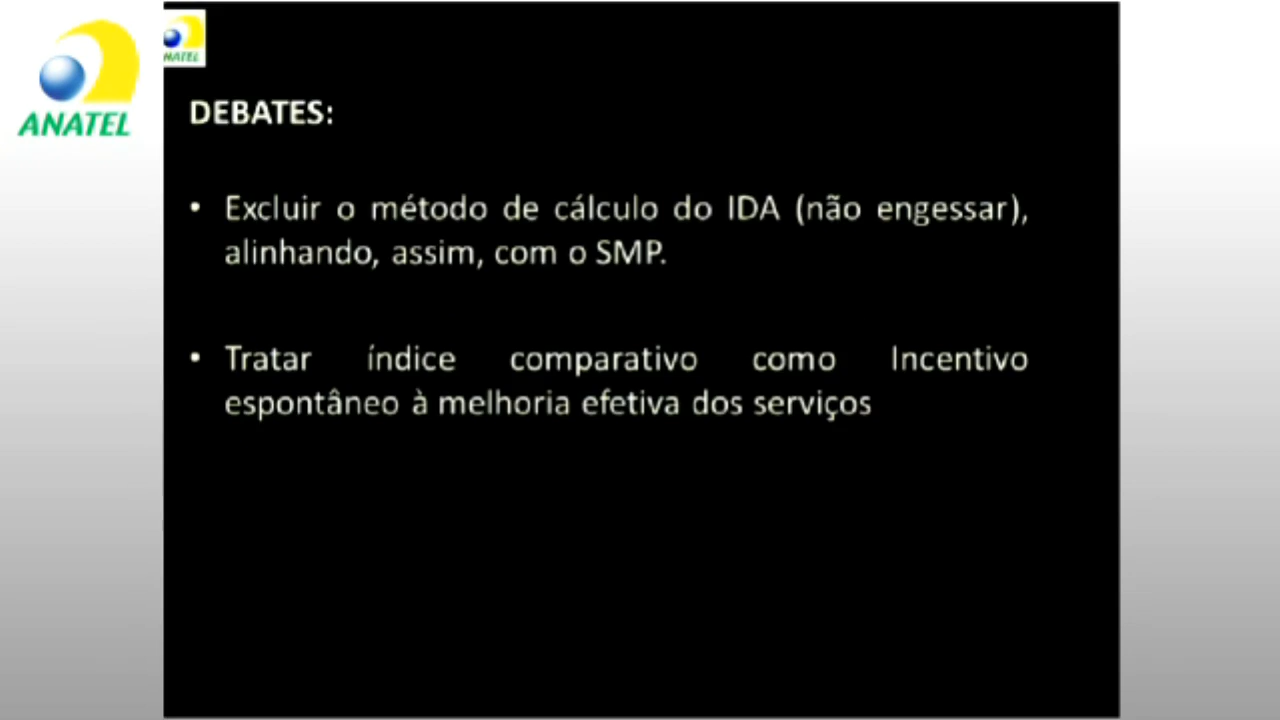 ANATEL
NATEL
DEBATES:
• Excluir o método de cálculo do IDA (não engessar),
alinhando, assim, com o SMP.
• Tratar índice comparativo como Incentivo
espontâneo à melhoria efetiva dos serviços